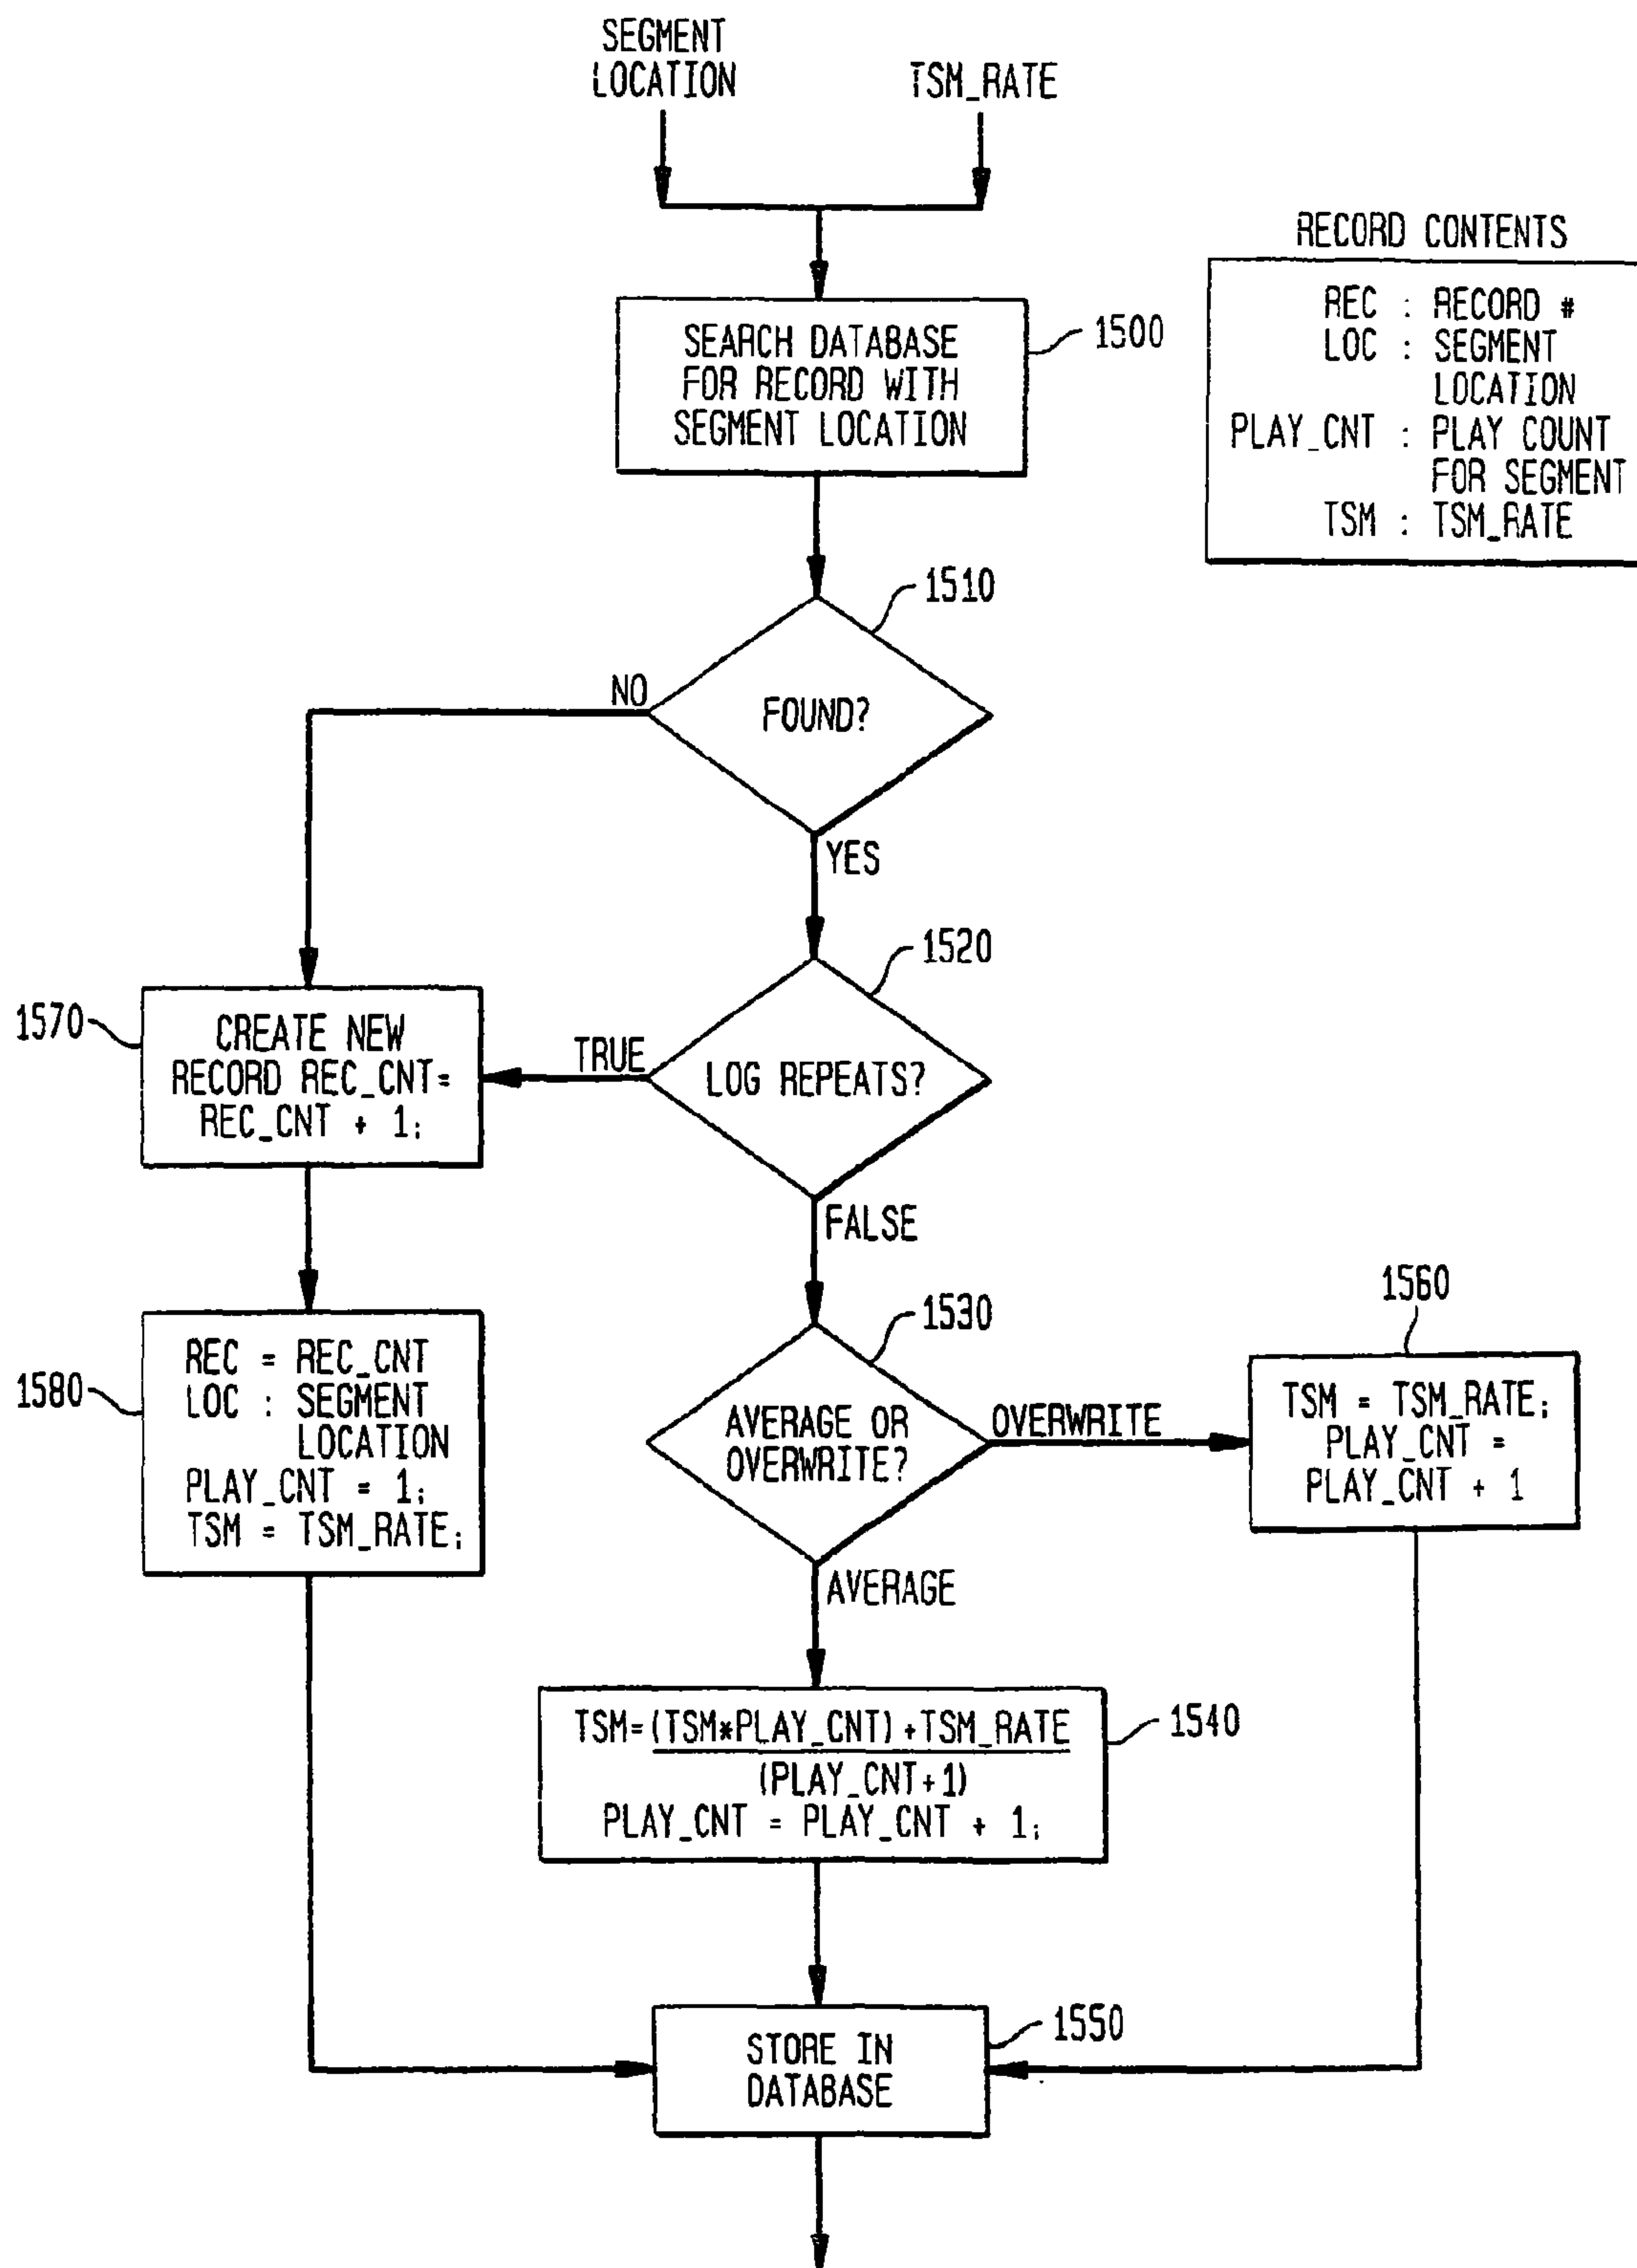 SEGMENT
LOCATION
TSM_RATE
RECORD CONTENTS
REC : RECORD #
LOC : SEGMENT
LOCATION
PLAY_CNT : PLAY COUNT
FOR SEGMENT
TSM : TSM_RATE
SEARCH DATABASE
FOR RECORD WITH
SEGMENT LOCATION
1500
1510
FOUND?
NO
YES
1520
LOG REPEATS?
TRUE
FALSE
1570
CREATE NEW
RECORD REC_CNT=
REC_CNT + 1;
1580
REC = REC_CNT
LOC : SEGMENT
LOCATION
PLAY_CNT = 1;
TSM = TSM_RATE;
1530
AVERAGE OR
OVERWRITE?
OVERWRITE
AVERAGE
1560
TSM = TSM_RATE;
PLAY_CNT =
PLAY_CNT + 1
TSM=(TSM*PLAY_CNT)+TSM_RATE
(PLAY_CNT+1)
PLAY_CNT = PLAY_CNT + 1;
1540
STORE IN
DATABASE
1550